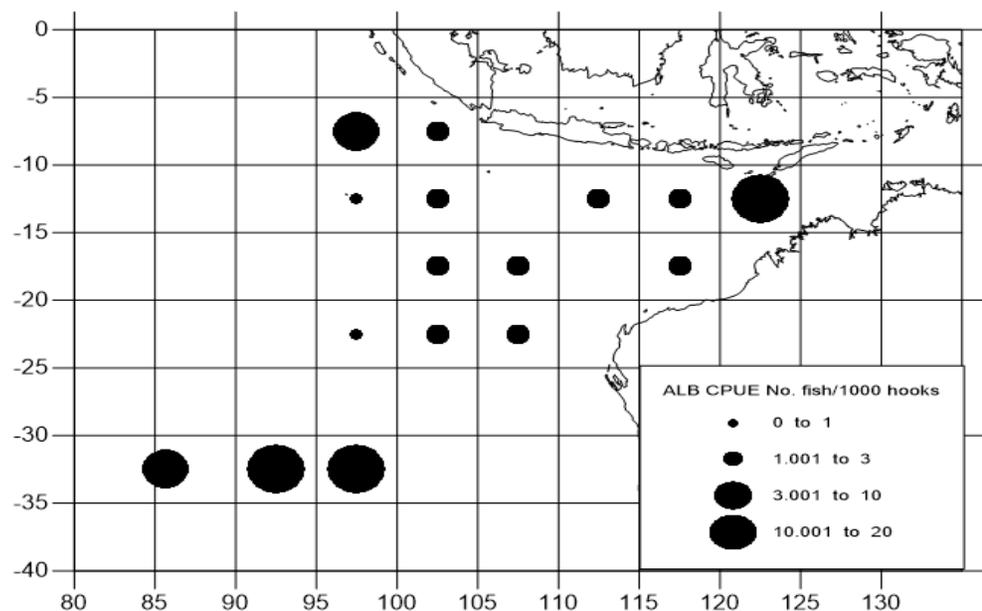 0
-5
-10
-15
-20
-25
-30
-35
-40
80 85 90 95 100 105 110 115 120 125 130
ALB CPUE No. fish/1000 hooks
0 to 1
1.001 to 3
3.001 to 10
10.001 to 20